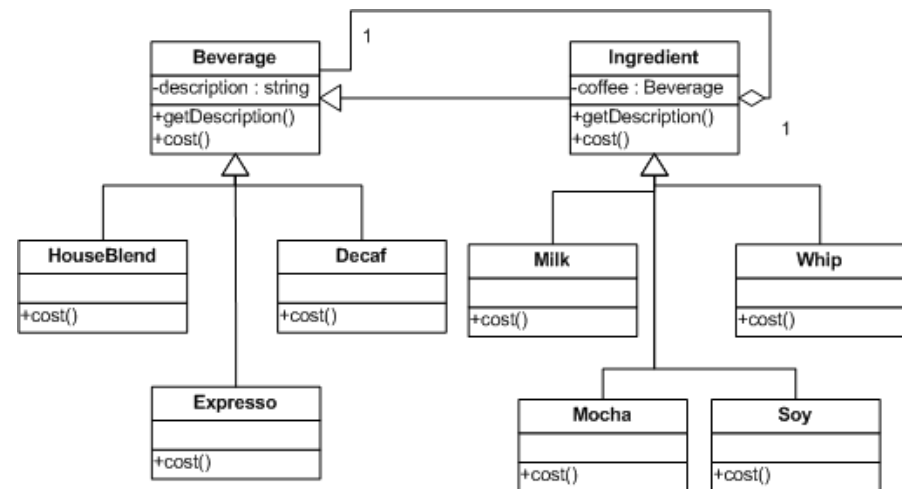 1
Beverage
-description : string
+getDescription()
+cost()
Ingredient
-coffee : Beverage
+getDescription()
+cost()
1
HouseBlend
+cost()
Decaf
+cost()
Milk
+cost()
Whip
+cost()
Expresso
+cost()
Mocha
+cost()
Soy
+cost()